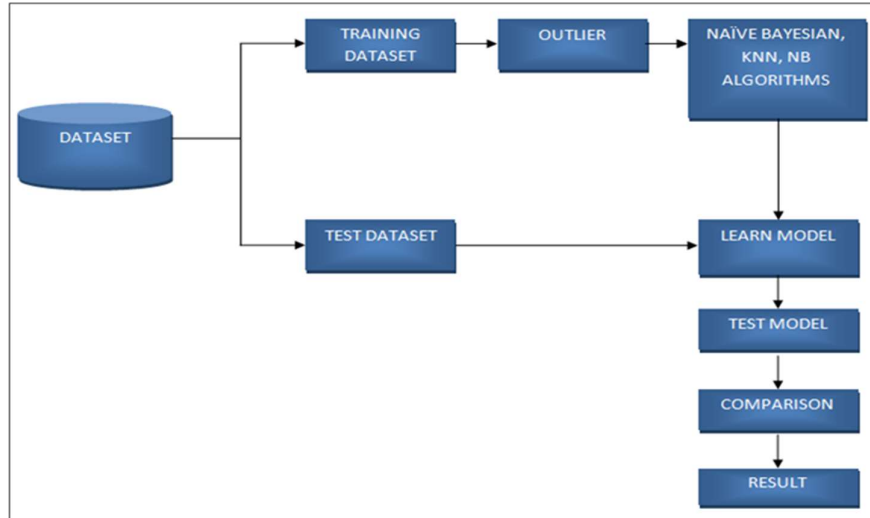 TRAINING
DATASET
OUTLIER
NAÏVE BAYESIAN,
KNN, NB
ALGORITHMS
DATASET
TEST DATASET
LEARN MODEL
TEST MODEL
COMPARISON
RESULT